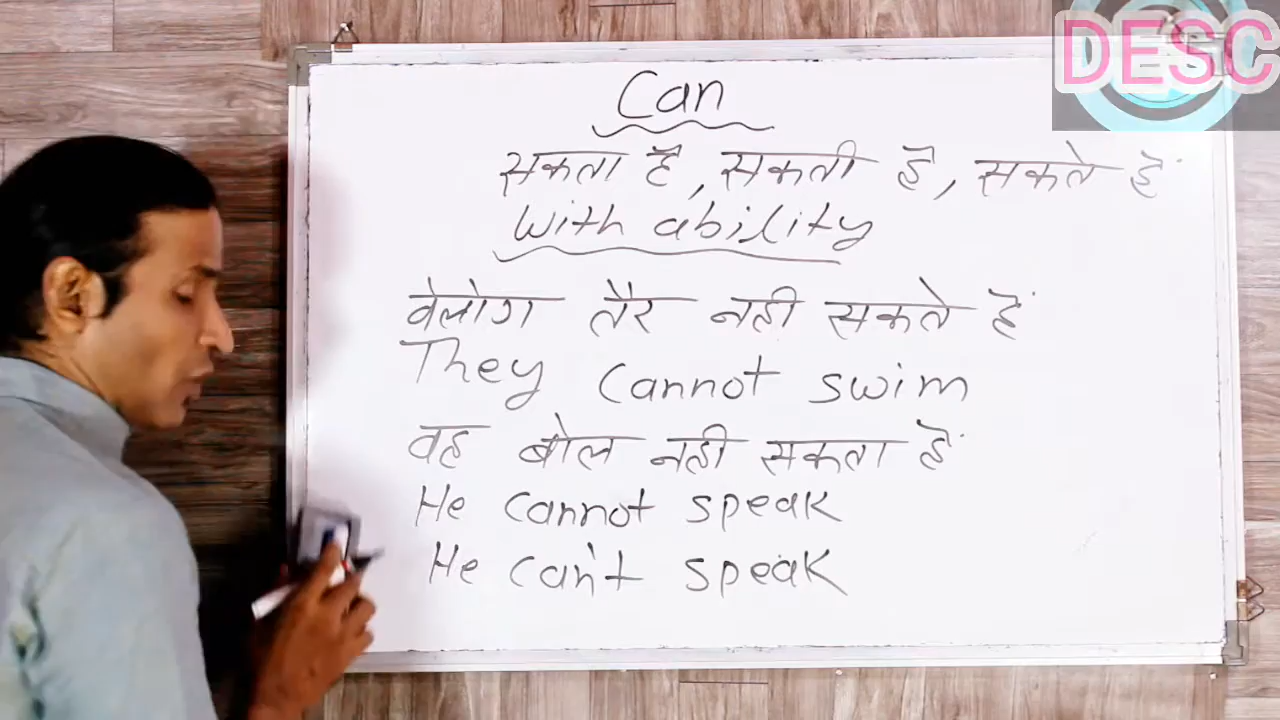 DESC
Can
सकता है, सकती है, सकते हैं
With ability
वेलोग तैर नही सकते हैं
They cannot swim
वह बोल नही सकता हैं
He cannot speak
He can't speak